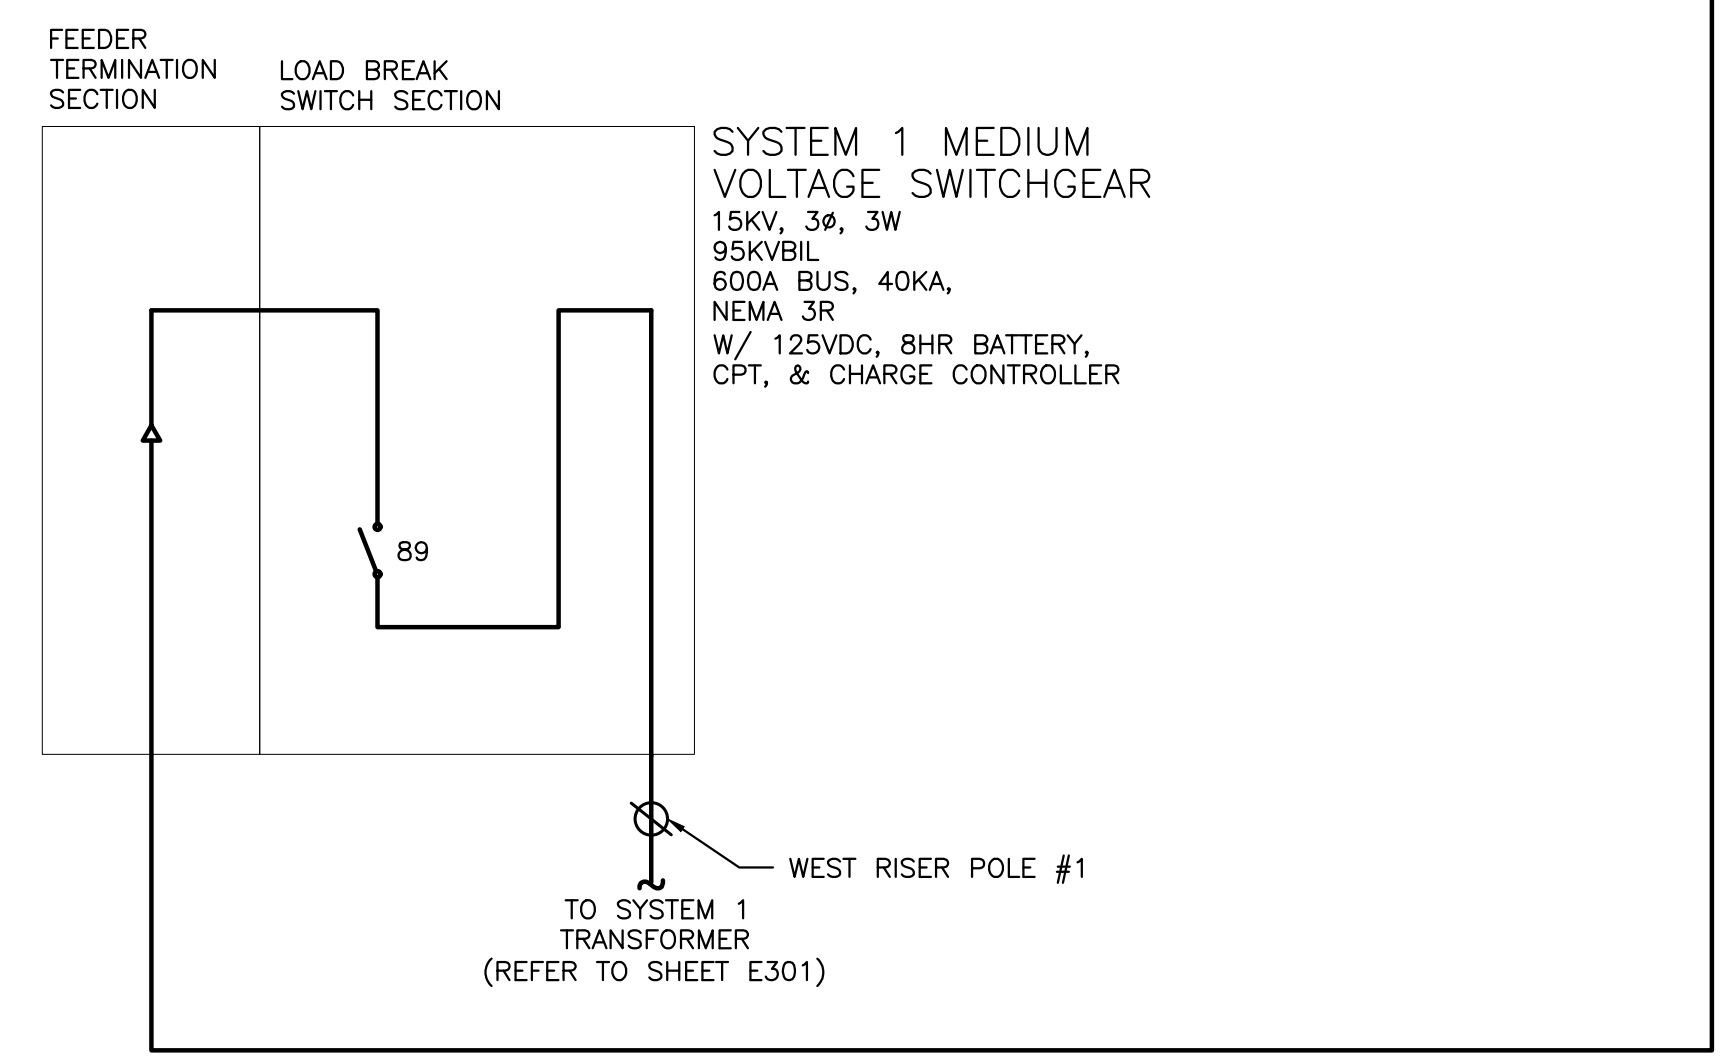 FEEDER
TERMINATION
SECTION
LOAD BREAK
SWITCH SECTION
SYSTEM 1 MEDIUM
VOLTAGE SWITCHGEAR
15KV, 3ø, 3W
95KVBIL
600A BUS, 40KA,
NEMA 3R
W/ 125VDC, 8HR BATTERY,
CPT, & CHARGE CONTROLLER
89
WEST RISER POLE #1
TO SYSTEM 1
TRANSFORMER
(REFER TO SHEET E301)